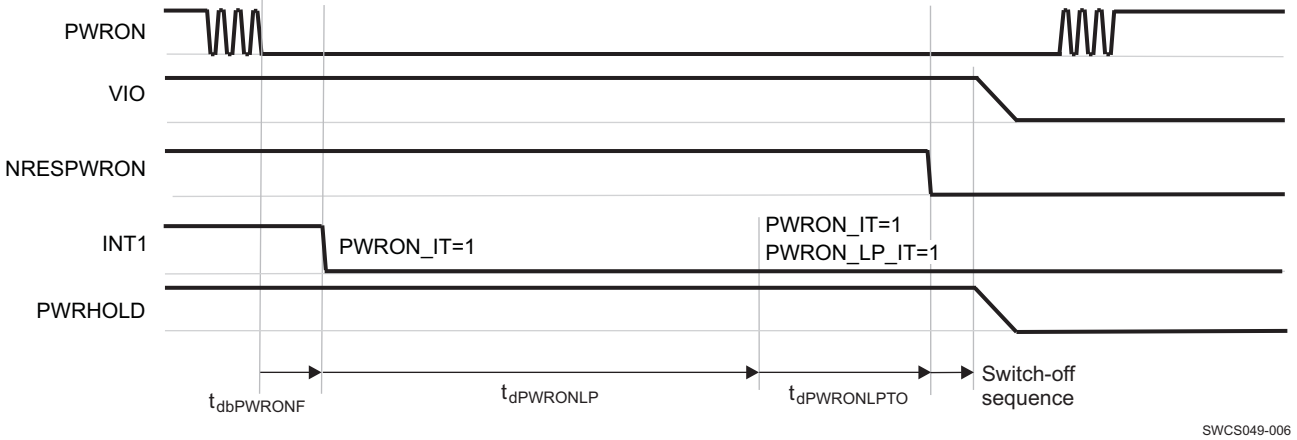 PWRON
VIO
NRESPWRON
INT1
PWRON_IT=1
PWRON_IT=1
PWRON_LP_IT=1
PWRHOLD
tdbPWRONF
tdPWRONLP
tdPWRONLPTO
Switch-off
sequence
SWCS049-006